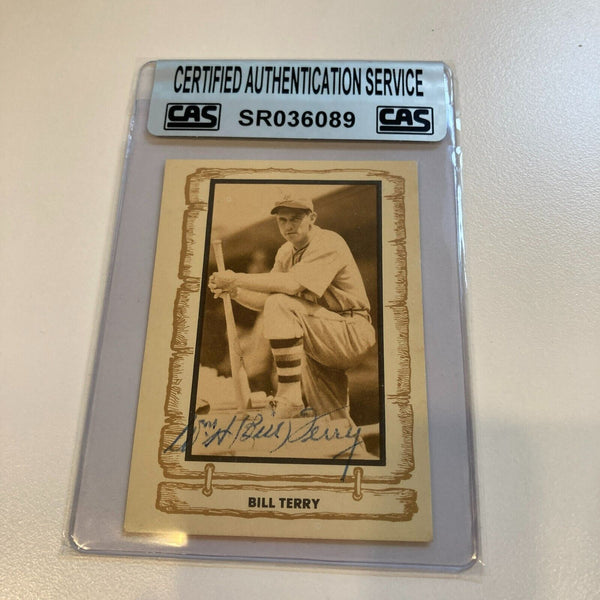 CERTIFIED AUTHENTICATION SERVICE
CAS SR036089 CAS
Wm H (Bill) Terry
BILL TERRY